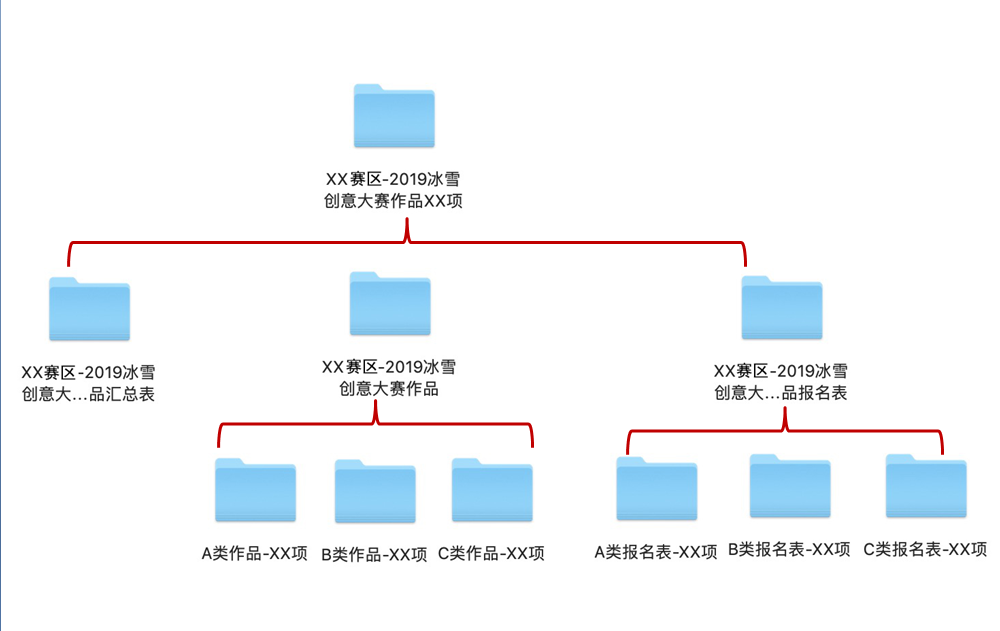 XX赛区-2019冰雪
创意大赛作品XX项
XX赛区-2019冰雪
创意大...品汇总表
XX赛区-2019冰雪
创意大赛作品
XX赛区-2019冰雪
创意大...品报名表
A类作品-XX项
B类作品-XX项
C类作品-XX项
A类报名表-XX项
B类报名表-XX项
C类报名表-XX项